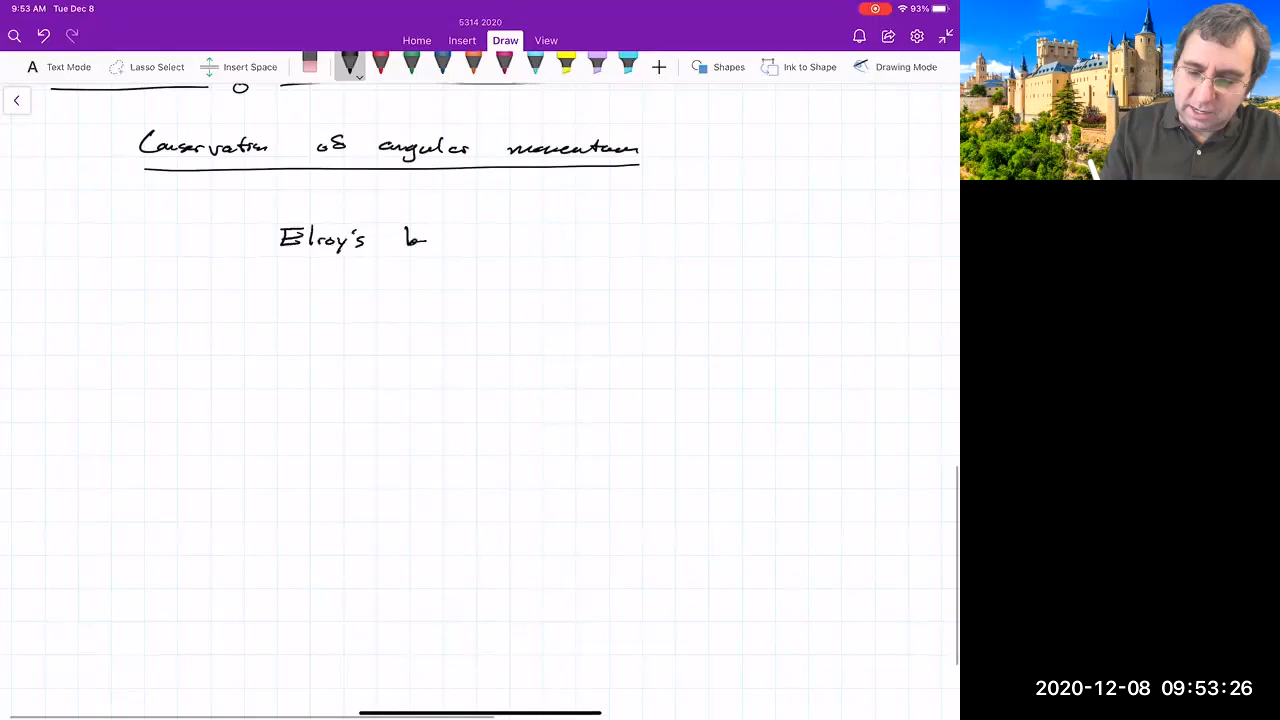 9:53 AM Tue Dec 8
93%
5314 2020
Home Insert Draw View
A Text Mode Lasso Select Insert Space Shapes Ink to Shape Drawing Mode
Conservation of angular momentum
Elroy's b
2020-12-08 09:53:26